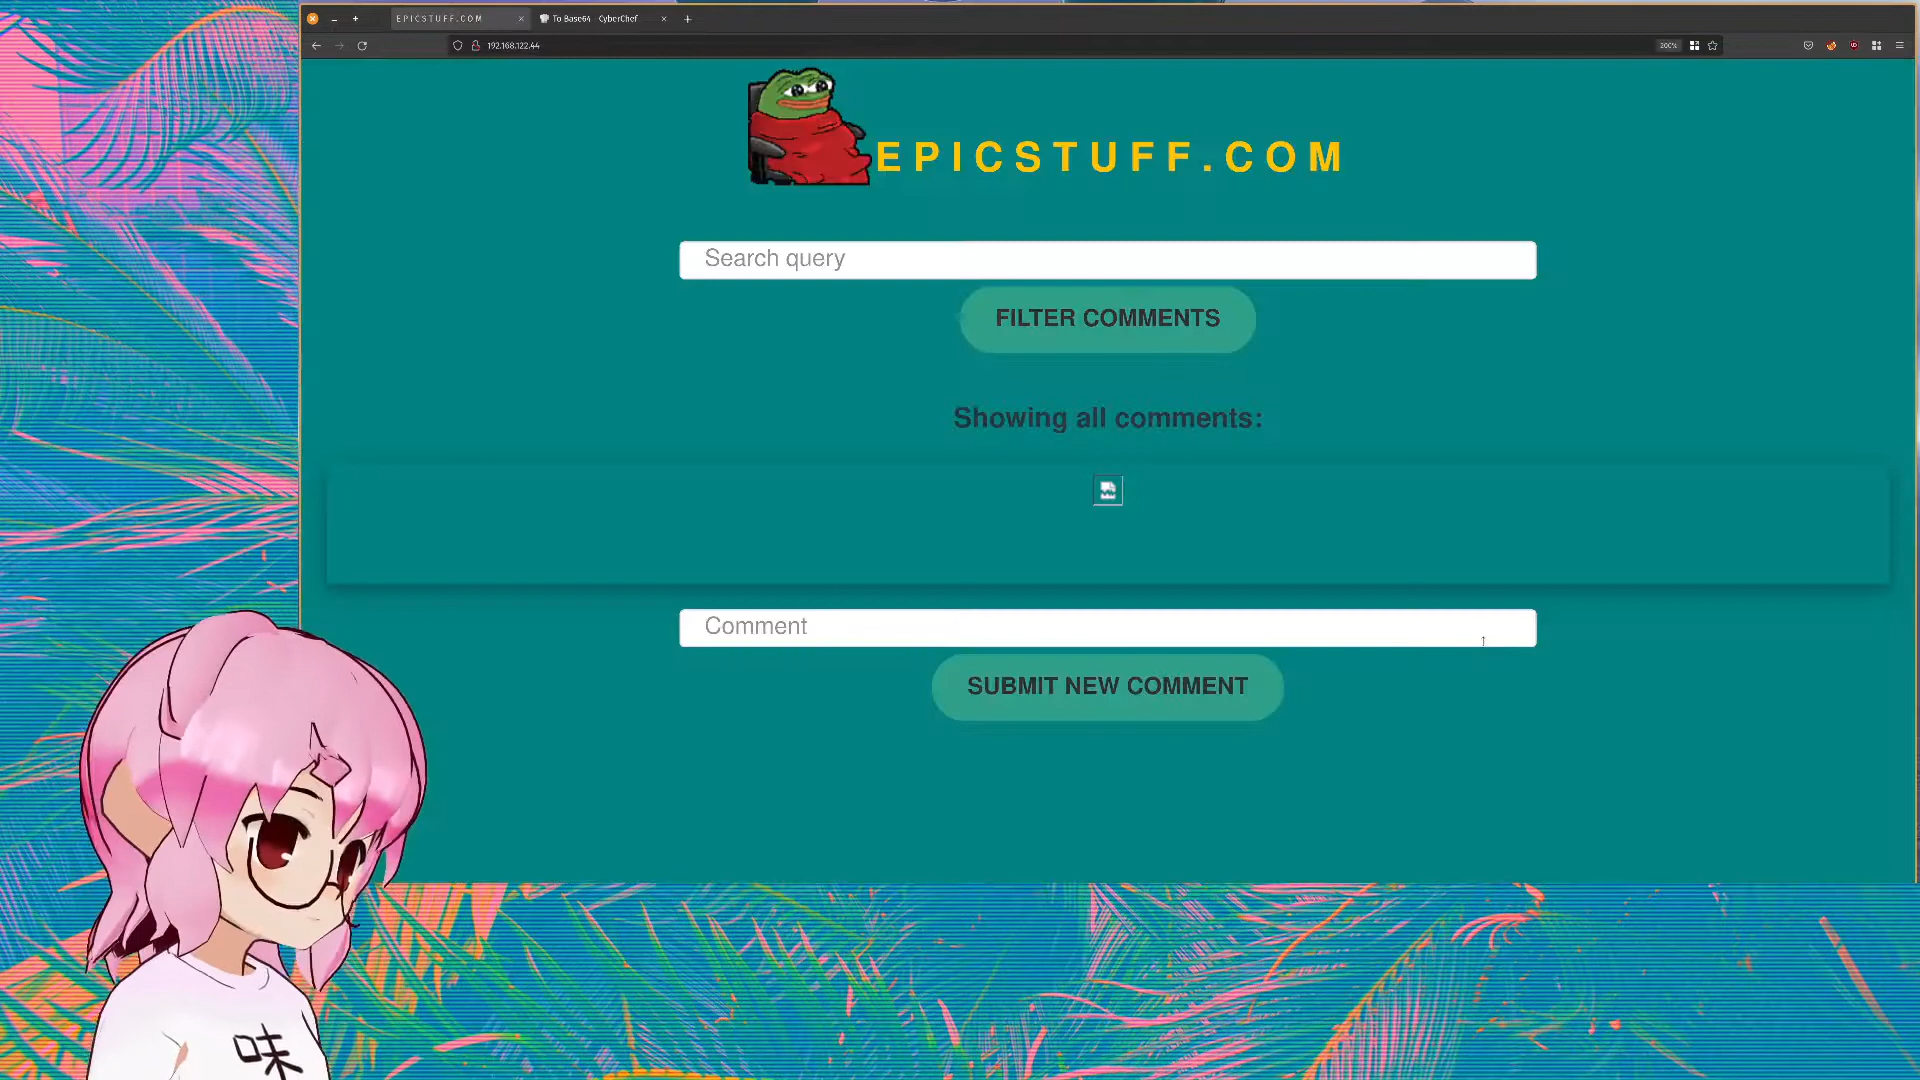 EPICSTUFF.COM
To Base64 - CyberChef
192.168.122.44
200%
EPICSTUFF.COM
Search query
FILTER COMMENTS
Showing all comments:
Comment
SUBMIT NEW COMMENT
味